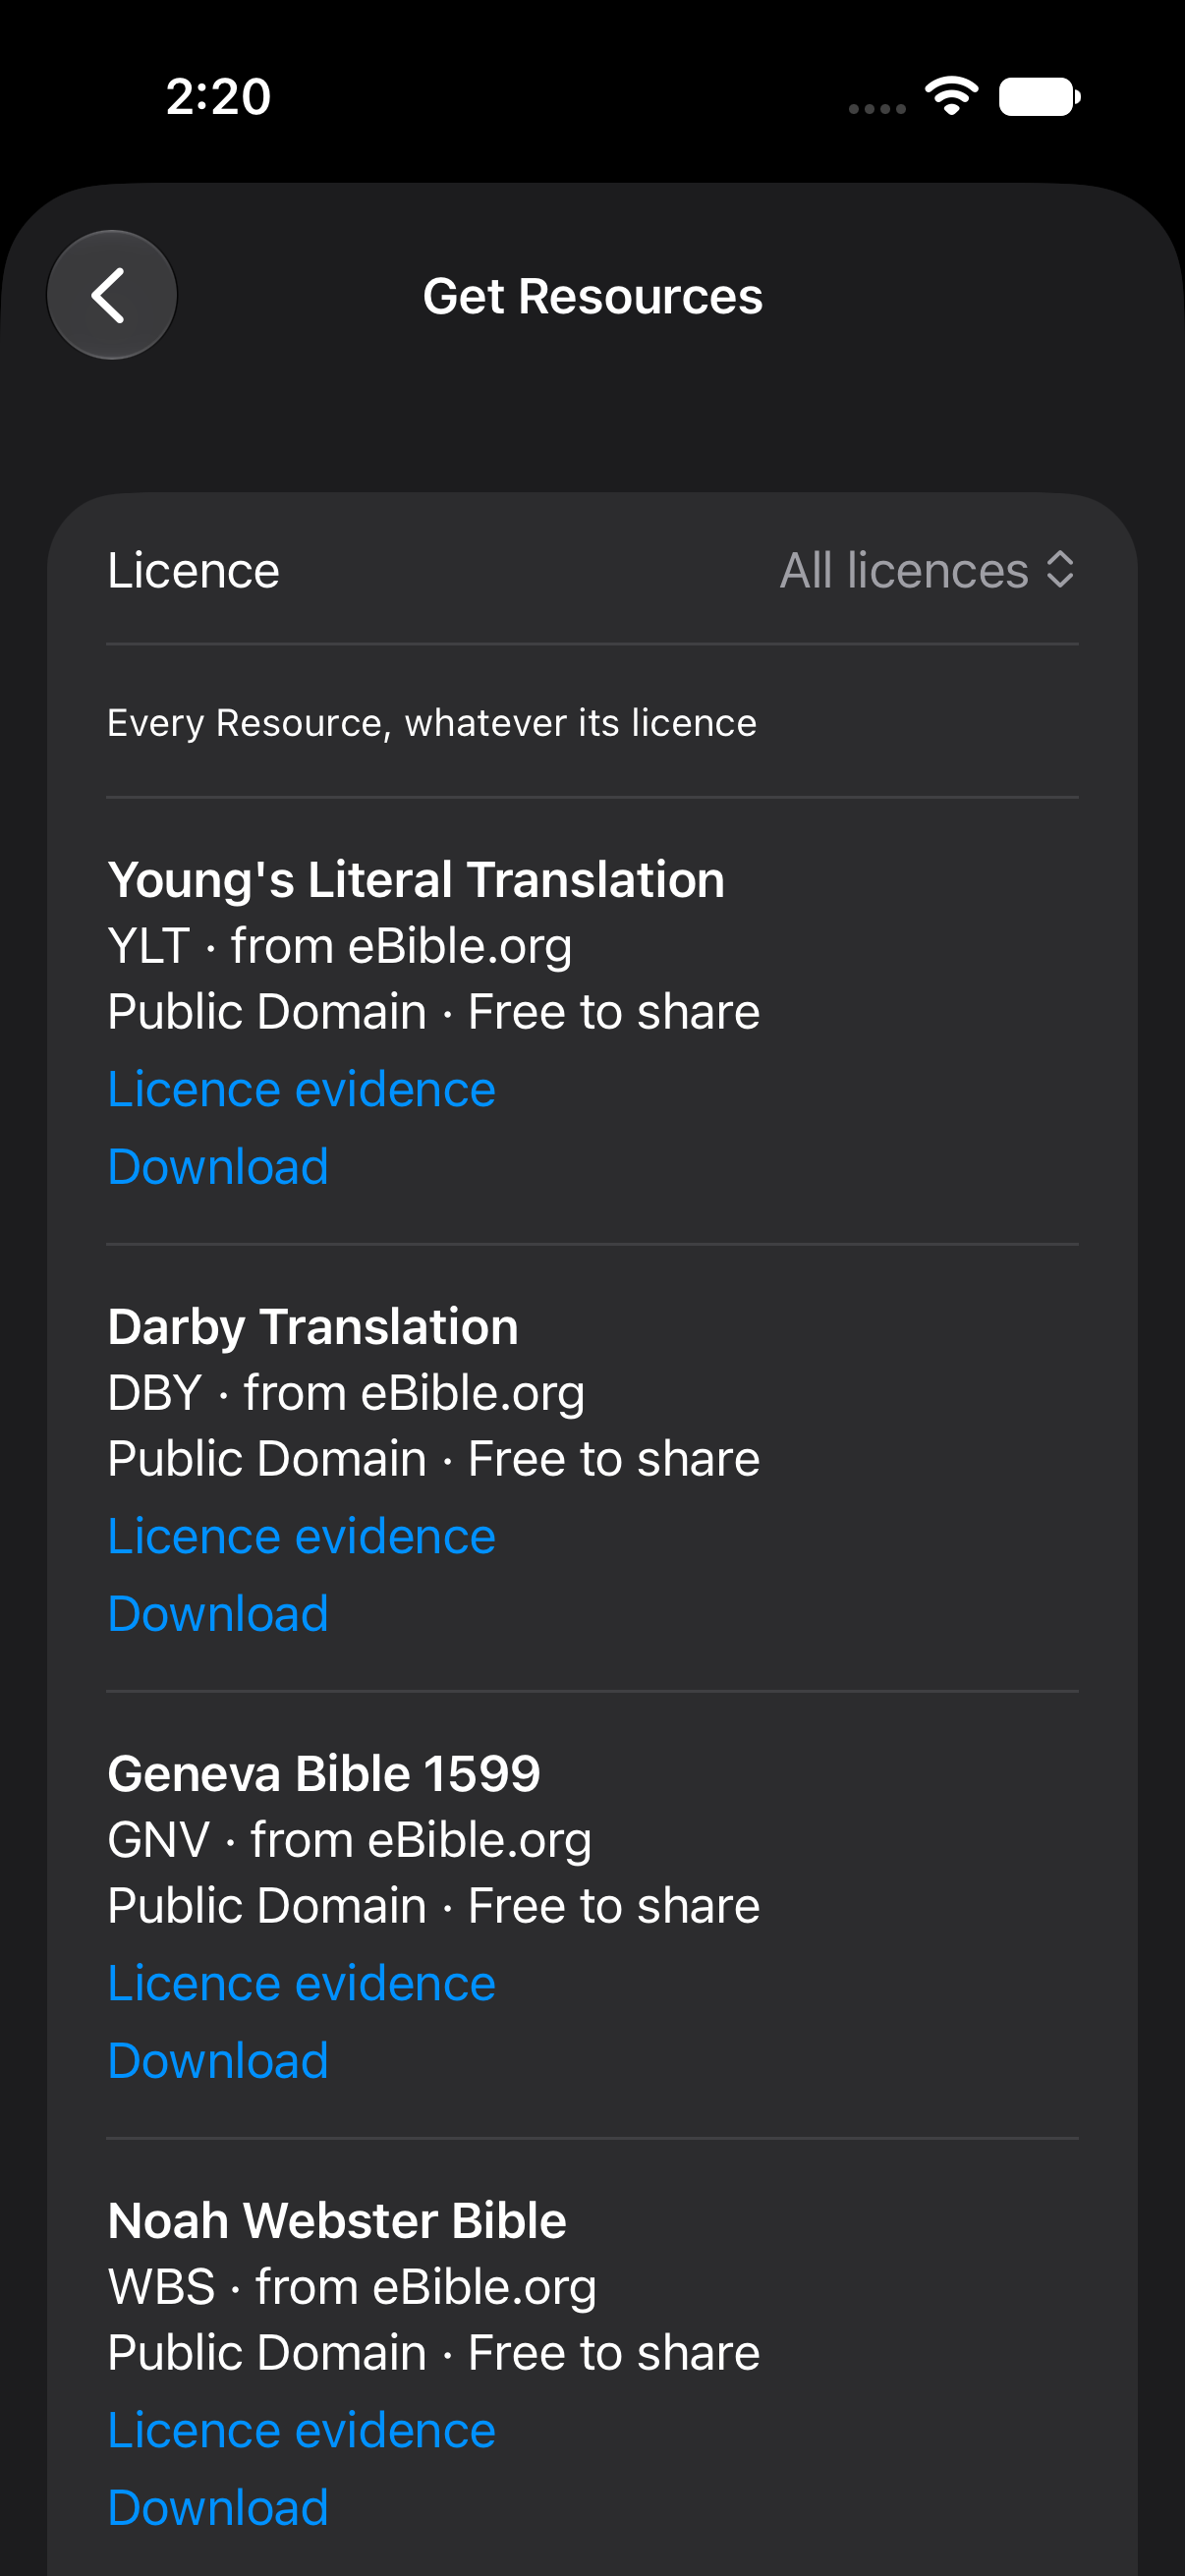 2:20
Get Resources
Licence
All licences
Every Resource, whatever its licence
Young's Literal Translation
YLT · from eBible.org
Public Domain · Free to share
Licence evidence
Download
Darby Translation
DBY · from eBible.org
Public Domain · Free to share
Licence evidence
Download
Geneva Bible 1599
GNV · from eBible.org
Public Domain · Free to share
Licence evidence
Download
Noah Webster Bible
WBS · from eBible.org
Public Domain · Free to share
Licence evidence
Download